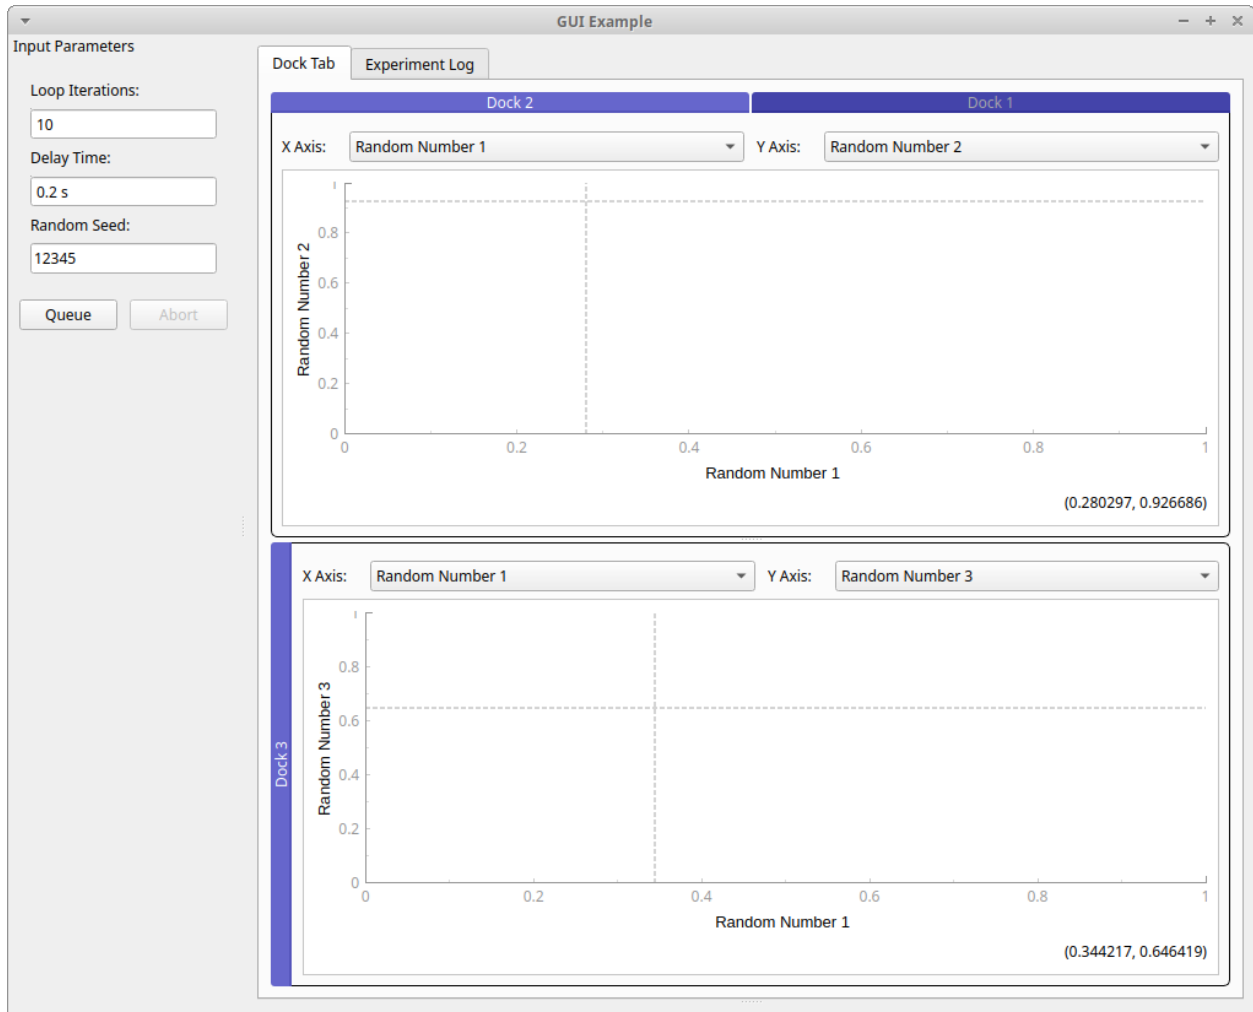 GUI Example
Input Parameters
Loop Iterations:
10
Delay Time:
0.2 s
Random Seed:
12345
Queue Abort
Dock Tab Experiment Log
Dock 2 Dock 1
X Axis: Random Number 1 Y Axis: Random Number 2
1
0.8
0.6
0.4
0.2
0
Random Number 2
0 0.2 0.4 0.6 0.8 1
Random Number 1
(0.280297, 0.926686)
Dock 3
X Axis: Random Number 1 Y Axis: Random Number 3
1
0.8
0.6
0.4
0.2
0
Random Number 3
0 0.2 0.4 0.6 0.8 1
Random Number 1
(0.344217, 0.646419)